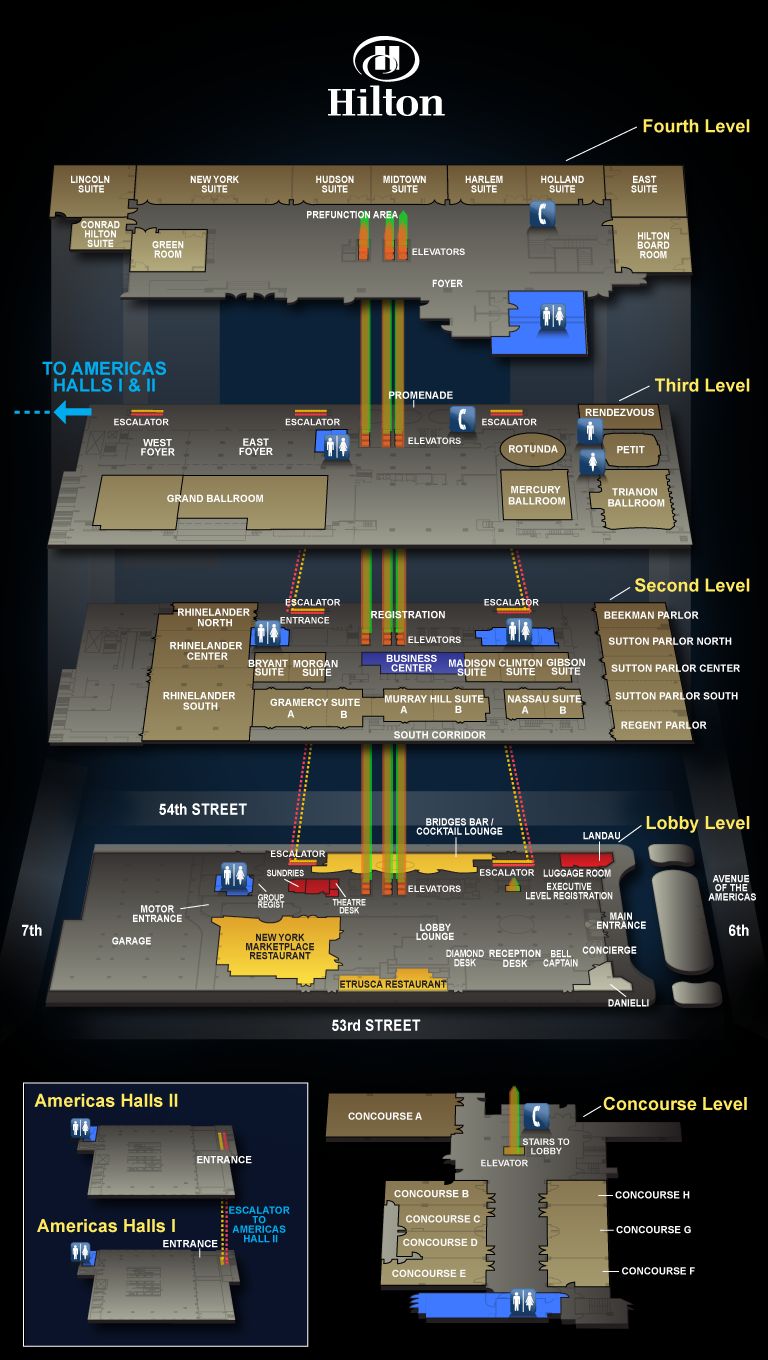 H
Hilton
Fourth Level
LINCOLN
SUITE
NEW YORK
SUITE
HUDSON
SUITE
MIDTOWN
SUITE
HARLEM
SUITE
HOLLAND
SUITE
EAST
SUITE
CONRAD
HILTON
SUITE
GREEN
ROOM
PREFUNCTION AREA
ELEVATORS
HILTON
BOARD
ROOM
FOYER
TO AMERICAS
HALLS I & II
Third Level
PROMENADE
ESCALATOR
ESCALATOR
ESCALATOR
RENDEZVOUS
WEST
FOYER
EAST
FOYER
ELEVATORS
ROTUNDA
PETIT
GRAND BALLROOM
MERCURY
BALLROOM
TRIANON
BALLROOM
Second Level
ESCALATOR
ESCALATOR
RHINELANDER
NORTH
ENTRANCE
REGISTRATION
BEEKMAN PARLOR
ELEVATORS
SUTTON PARLOR NORTH
RHINELANDER
CENTER
BRYANT
SUITE
MORGAN
SUITE
BUSINESS
CENTER
MADISON
SUITE
CLINTON
SUITE
GIBSON
SUITE
SUTTON PARLOR CENTER
RHINELANDER
SOUTH
GRAMERCY SUITE
A B
MURRAY HILL SUITE
A B
NASSAU SUITE
A B
SUTTON PARLOR SOUTH
REGENT PARLOR
SOUTH CORRIDOR
54th STREET
Lobby Level
BRIDGES BAR /
COCKTAIL LOUNGE
LANDAU
ESCALATOR
ESCALATOR
LUGGAGE ROOM
SUNDRIES
ELEVATORS
EXECUTIVE
LEVEL REGISTRATION
GROUP
REGIST
THEATRE
DESK
AVENUE
OF THE
AMERICAS
MOTOR
ENTRANCE
MAIN
ENTRANCE
7th
6th
GARAGE
NEW YORK
MARKETPLACE
RESTAURANT
LOBBY
LOUNGE
DIAMOND
DESK
RECEPTION
DESK
BELL
CAPTAIN
CONCIERGE
ETRUSCA RESTAURANT
DANIELLI
53rd STREET
Americas Halls II
ENTRANCE
ESCALATOR
TO
AMERICAS
HALL II
Americas Halls I
ENTRANCE
Concourse Level
CONCOURSE A
STAIRS TO
LOBBY
ELEVATOR
CONCOURSE B
CONCOURSE C
CONCOURSE D
CONCOURSE E
CONCOURSE H
CONCOURSE G
CONCOURSE F